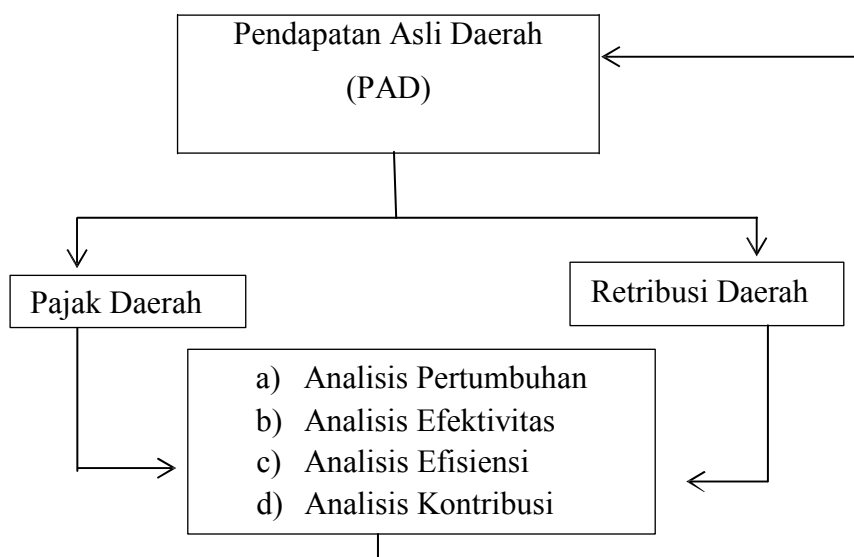 Pendapatan Asli Daerah
(PAD)
Pajak Daerah
Retribusi Daerah
a) Analisis Pertumbuhan
b) Analisis Efektivitas
c) Analisis Efisiensi
d) Analisis Kontribusi